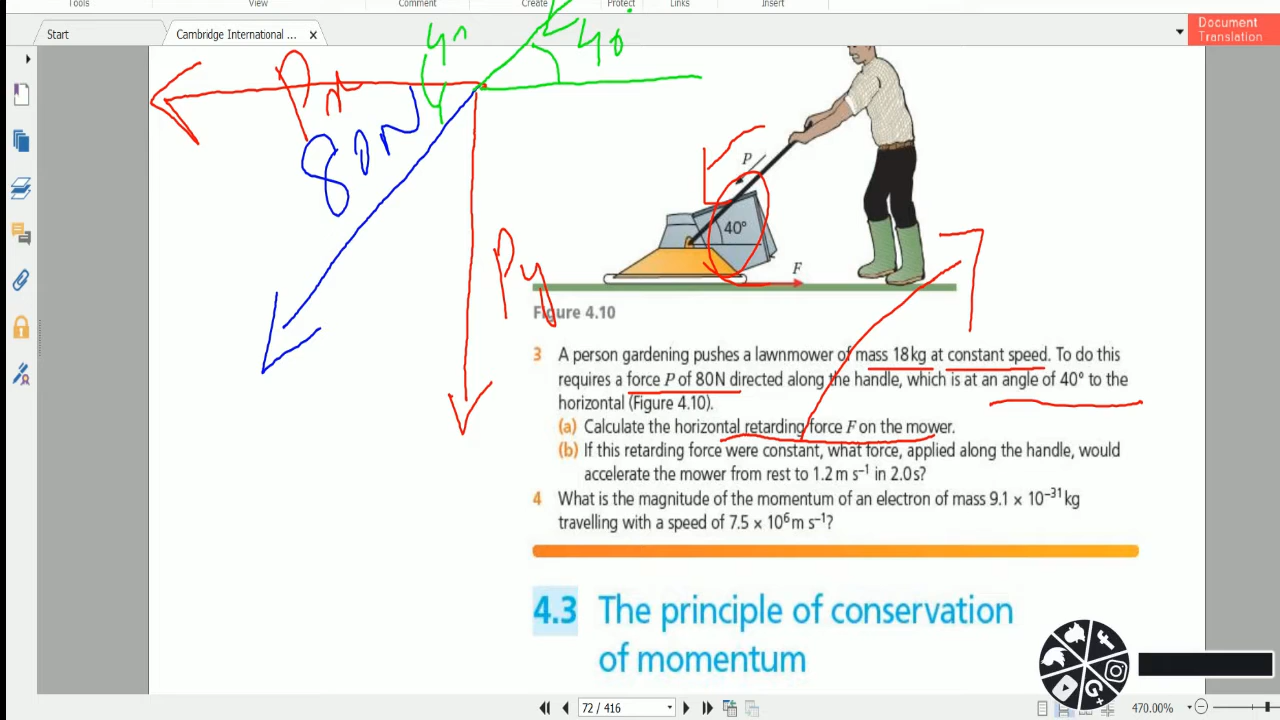 Tools View Comment Create Protect Links Insert
Start
Cambridge International ...
Document
Translation
40
Px
80N
Py
P
40°
F
Figure 4.10
3 A person gardening pushes a lawnmower of mass 18 kg at constant speed. To do this
requires a force P of 80 N directed along the handle, which is at an angle of 40° to the
horizontal (Figure 4.10).
(a) Calculate the horizontal retarding force F on the mower.
(b) If this retarding force were constant, what force, applied along the handle, would
accelerate the mower from rest to 1.2 m s⁻¹ in 2.0 s?
4 What is the magnitude of the momentum of an electron of mass 9.1 × 10⁻³¹ kg
travelling with a speed of 7.5 × 10⁶ m s⁻¹?
4.3 The principle of conservation
of momentum
72 / 416
470.00%